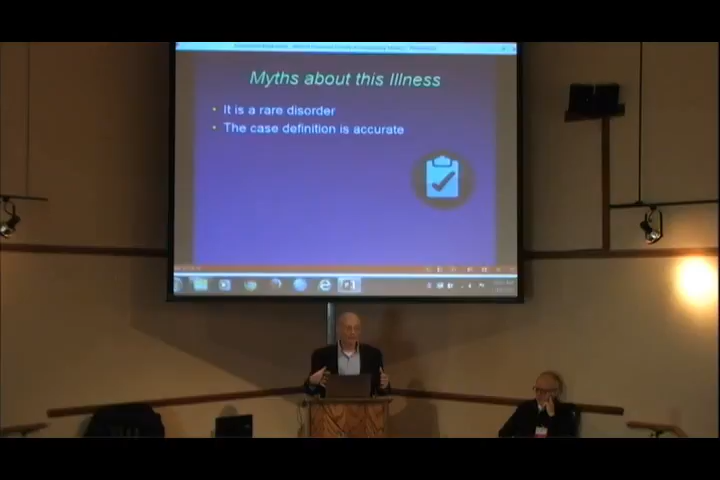 Myths about this Illness
• It is a rare disorder
• The case definition is accurate